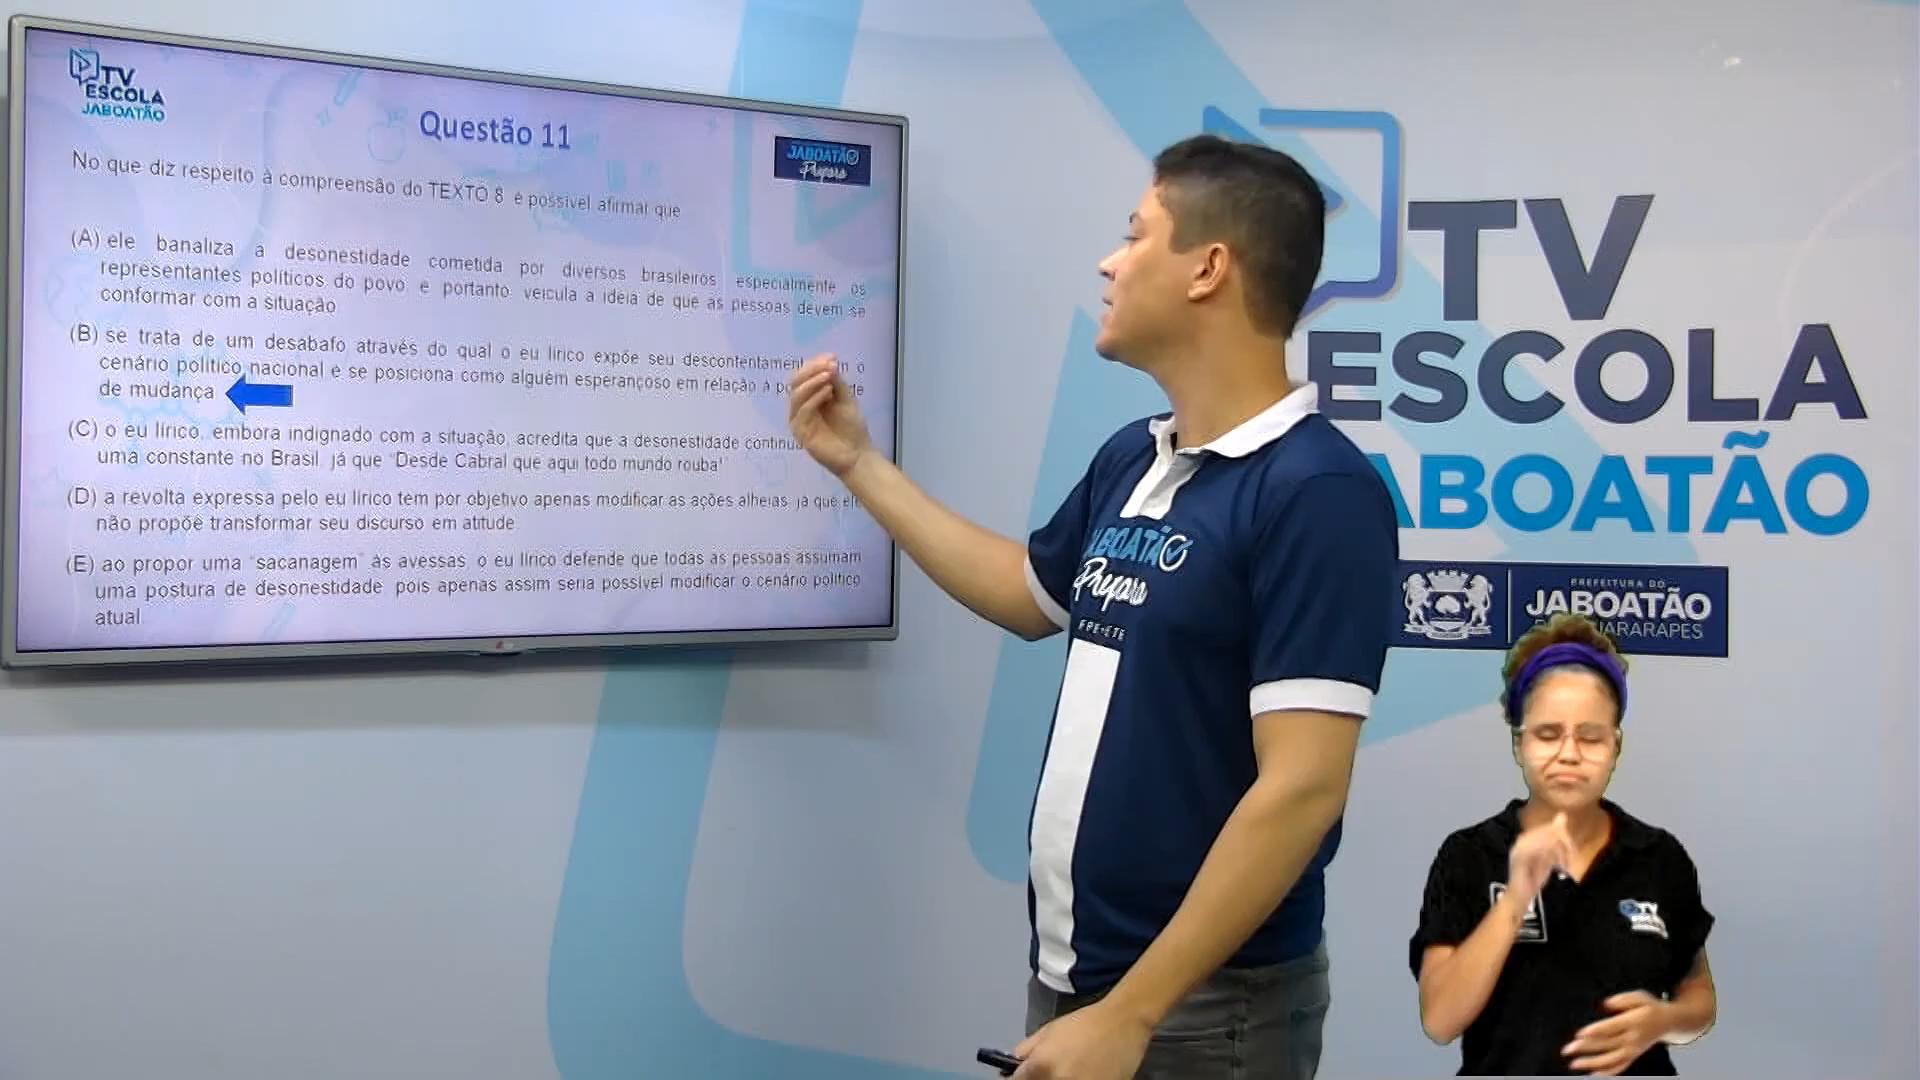 TV
ESCOLA
JABOATÃO
Questão 11
JABOATÃO
Prepara
No que diz respeito à compreensão do TEXTO 8 é possível afirmar que
(A) ele banaliza a desonestidade cometida por diversos brasileiros especialmente os
representantes políticos do povo e portanto veicula a ideia de que as pessoas devem se
conformar com a situação
(B) se trata de um desabafo através do qual o eu lírico expõe seu o
cenário político nacional e se posiciona como alguém esperançoso em relação à
de mudança
(C) o eu lírico, embora indignado com a situação, acredita que a desonestidade
uma constante no Brasil, já que "Desde Cabral que aqui todo mundo rouba!"
(D) a revolta expressa pelo eu lírico tem por objetivo apenas modificar as ações alheias, já que
não propõe transformar seu discurso em atitude
(E) ao propor uma "sacanagem" às avessas, o eu lírico defende que todas as pessoas assumam
uma postura de desonestidade pois apenas assim seria possível modificar o cenário político
atual.
TV
ESCOLA
JABOATÃO
PREFEITURA DO
JABOATÃO
GUARARAPES
JABOATÃO
Prepara
TV
ESCOLA